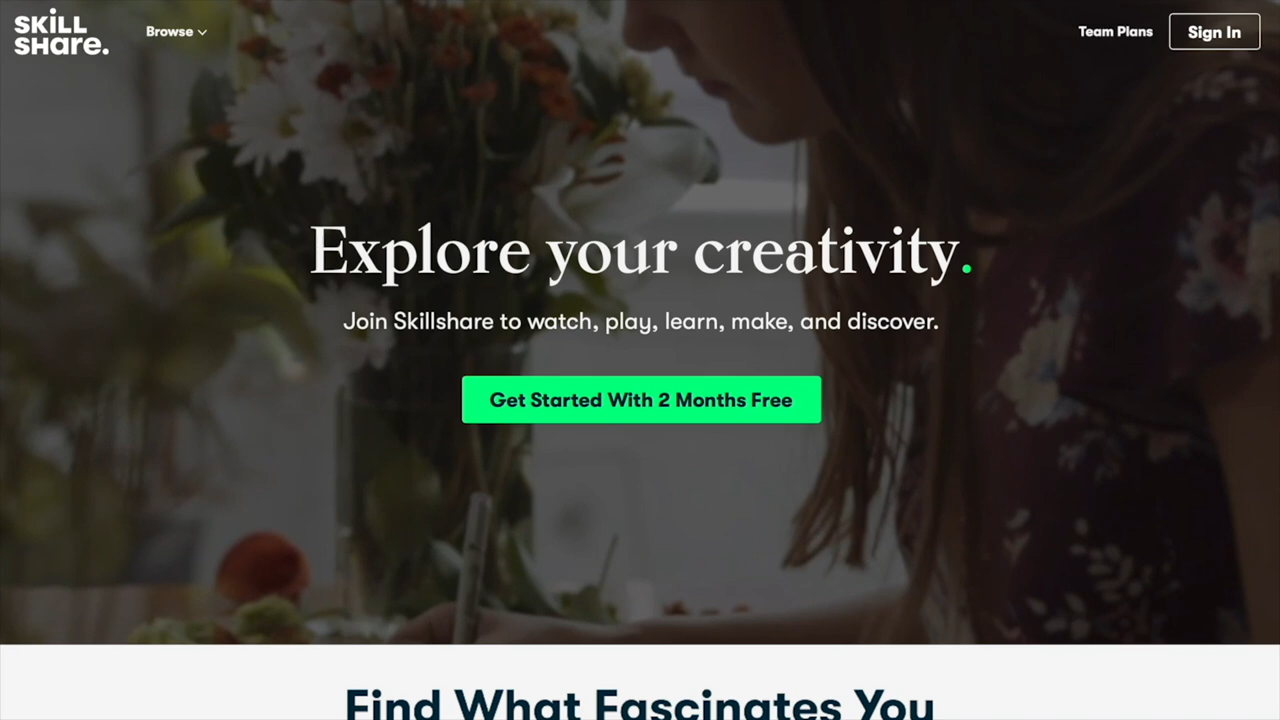 SKILL
SHare.
Browse
Team Plans
Sign In
Explore your creativity.
Join Skillshare to watch, play, learn, make, and discover.
Get Started With 2 Months Free
Find What Fascinates You